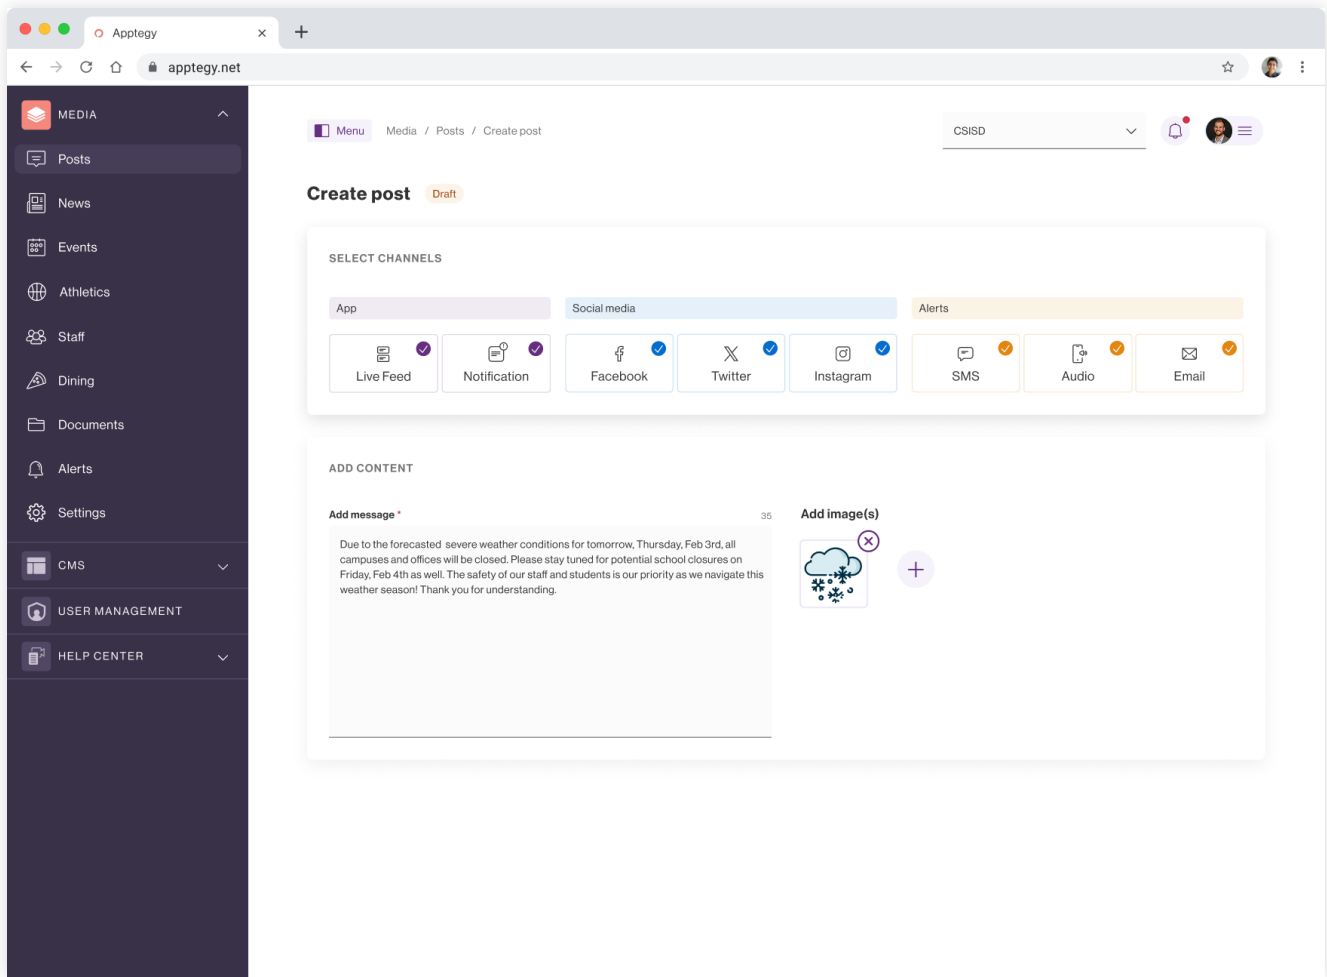 Apptegy
apptegy.net
MEDIA
Posts
News
Events
Athletics
Staff
Dining
Documents
Alerts
Settings
CMS
USER MANAGEMENT
HELP CENTER
Menu Media / Posts / Create post
CSISD
Create post Draft
SELECT CHANNELS
App Social media Alerts
Live Feed Notification Facebook Twitter Instagram SMS Audio Email
ADD CONTENT
Add message * 35
Due to the forecasted severe weather conditions for tomorrow, Thursday, Feb 3rd, all
campuses and offices will be closed. Please stay tuned for potential school closures on
Friday, Feb 4th as well. The safety of our staff and students is our priority as we navigate this
weather season! Thank you for understanding.
Add image(s)